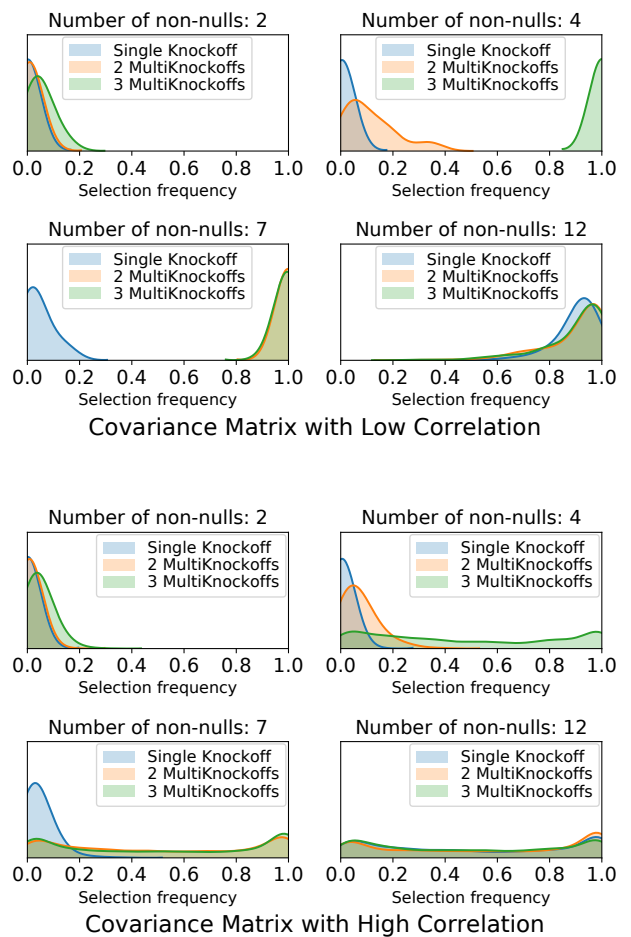 Number of non-nulls: 2
Single Knockoff
2 MultiKnockoffs
3 MultiKnockoffs
0.0 0.2 0.4 0.6 0.8 1.0
Selection frequency
Number of non-nulls: 4
Single Knockoff
2 MultiKnockoffs
3 MultiKnockoffs
0.0 0.2 0.4 0.6 0.8 1.0
Selection frequency
Number of non-nulls: 7
Single Knockoff
2 MultiKnockoffs
3 MultiKnockoffs
0.0 0.2 0.4 0.6 0.8 1.0
Selection frequency
Number of non-nulls: 12
Single Knockoff
2 MultiKnockoffs
3 MultiKnockoffs
0.0 0.2 0.4 0.6 0.8 1.0
Selection frequency
Covariance Matrix with Low Correlation
Number of non-nulls: 2
Single Knockoff
2 MultiKnockoffs
3 MultiKnockoffs
0.0 0.2 0.4 0.6 0.8 1.0
Selection frequency
Number of non-nulls: 4
Single Knockoff
2 MultiKnockoffs
3 MultiKnockoffs
0.0 0.2 0.4 0.6 0.8 1.0
Selection frequency
Number of non-nulls: 7
Single Knockoff
2 MultiKnockoffs
3 MultiKnockoffs
0.0 0.2 0.4 0.6 0.8 1.0
Selection frequency
Number of non-nulls: 12
Single Knockoff
2 MultiKnockoffs
3 MultiKnockoffs
0.0 0.2 0.4 0.6 0.8 1.0
Selection frequency
Covariance Matrix with High Correlation